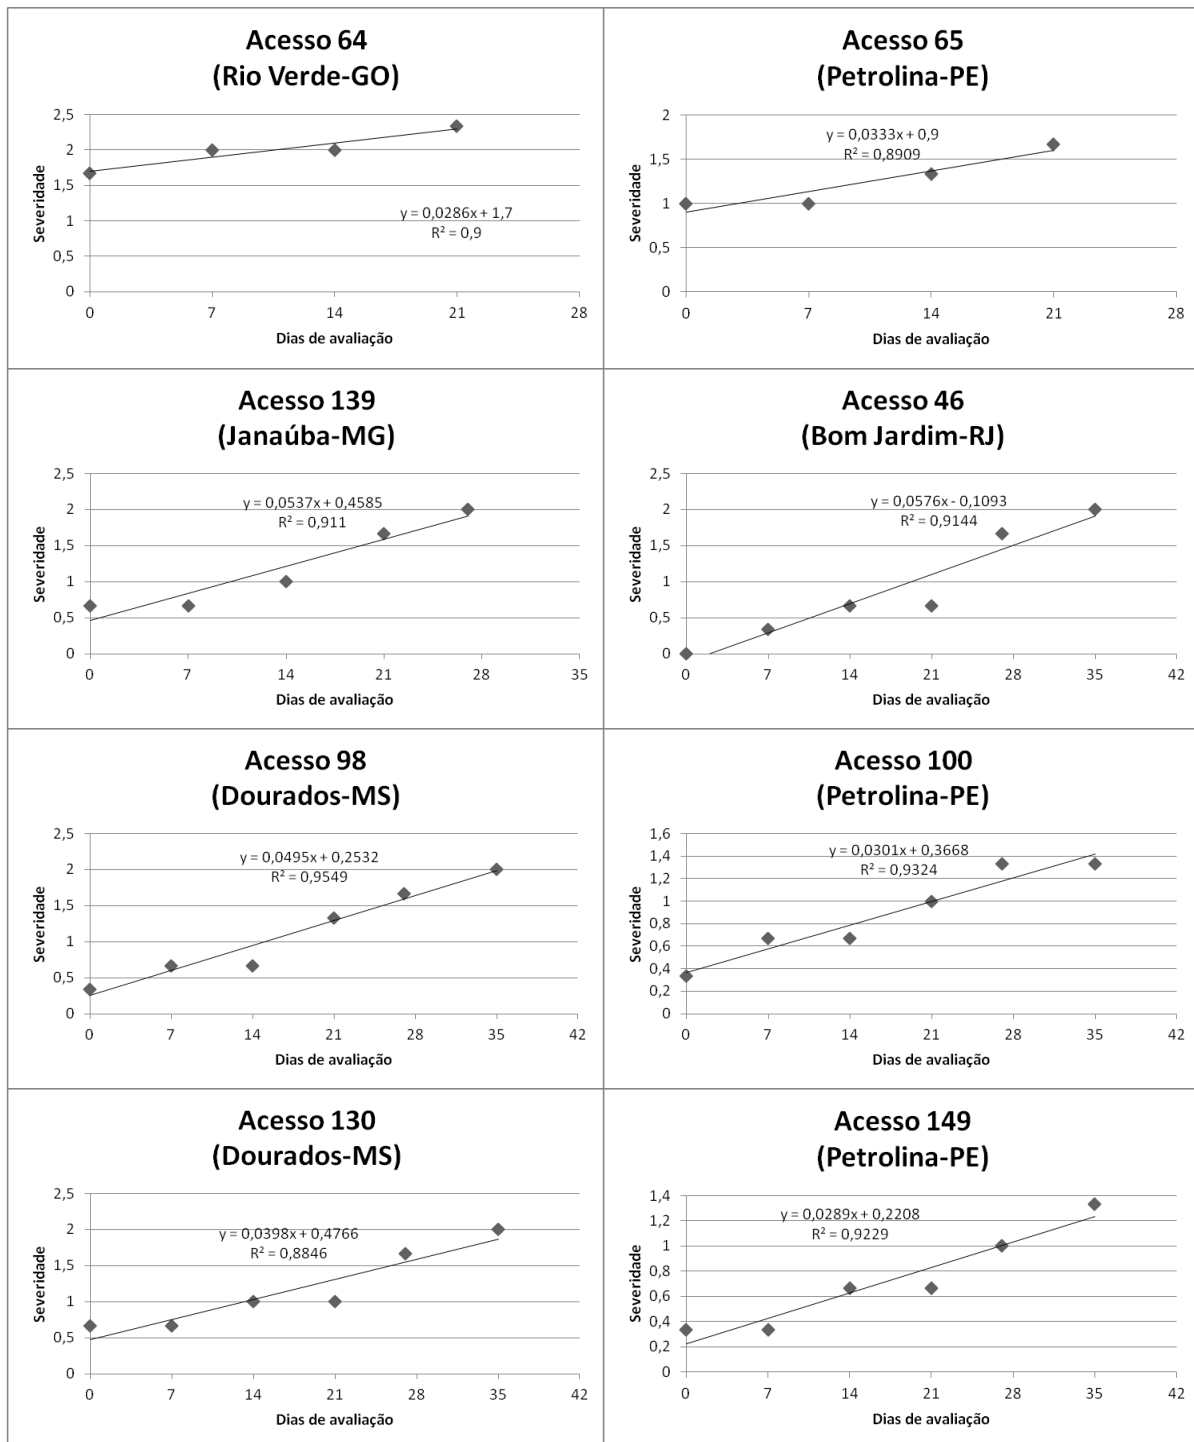 Acesso 64
(Rio Verde-GO)
2,5
2
1,5
1
0,5
0
Severidade
y = 0,0286x + 1,7
R² = 0,9
0 7 14 21 28
Dias de avaliação
Acesso 65
(Petrolina-PE)
2
1,5
1
0,5
0
Severidade
y = 0,0333x + 0,9
R² = 0,8909
0 7 14 21 28
Dias de avaliação
Acesso 139
(Janaúba-MG)
2,5
2
1,5
1
0,5
0
Severidade
y = 0,0537x + 0,4585
R² = 0,911
0 7 14 21 28 35
Dias de avaliação
Acesso 46
(Bom Jardim-RJ)
2,5
2
1,5
1
0,5
0
Severidade
y = 0,0576x - 0,1093
R² = 0,9144
0 7 14 21 28 35 42
Dias de avaliação
Acesso 98
(Dourados-MS)
2,5
2
1,5
1
0,5
0
Severidade
y = 0,0495x + 0,2532
R² = 0,9549
0 7 14 21 28 35 42
Dias de avaliação
Acesso 100
(Petrolina-PE)
1,6
1,4
1,2
1
0,8
0,6
0,4
0,2
0
Severidade
y = 0,0301x + 0,3668
R² = 0,9324
0 7 14 21 28 35 42
Dias de avaliação
Acesso 130
(Dourados-MS)
2,5
2
1,5
1
0,5
0
Severidade
y = 0,0398x + 0,4766
R² = 0,8846
0 7 14 21 28 35 42
Dias de avaliação
Acesso 149
(Petrolina-PE)
1,4
1,2
1
0,8
0,6
0,4
0,2
0
Severidade
y = 0,0289x + 0,2208
R² = 0,9229
0 7 14 21 28 35 42
Dias de avaliação